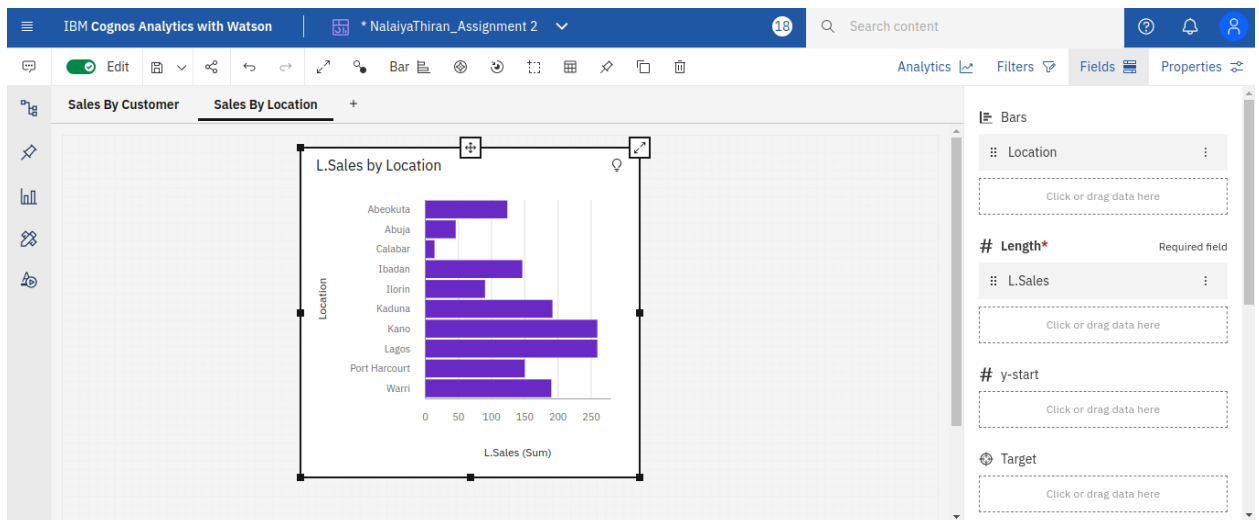 IBM Cognos Analytics with Watson
* NalaiyaThiran_Assignment 2
18
Search content
Edit
Bar
Analytics
Filters
Fields
Properties
Sales By Customer
Sales By Location
+
L.Sales by Location
Location
Abeokuta
Abuja
Calabar
Ibadan
Ilorin
Kaduna
Kano
Lagos
Port Harcourt
Warri
0 50 100 150 200 250
L.Sales (Sum)
Bars
Location
Click or drag data here
# Length* Required field
L.Sales
Click or drag data here
# y-start
Click or drag data here
Target
Click or drag data here